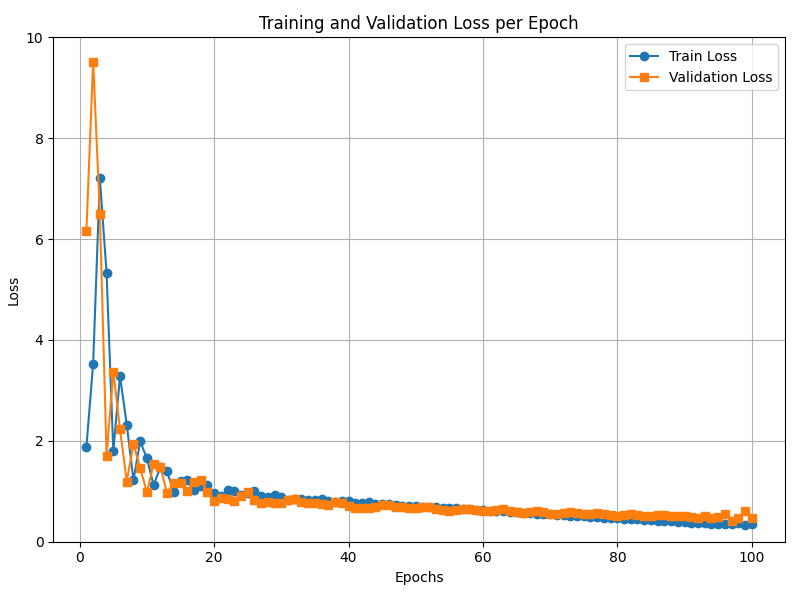 Training and Validation Loss per Epoch
Train Loss
Validation Loss
10
8
6
4
2
0
Loss
0 20 40 60 80 100
Epochs